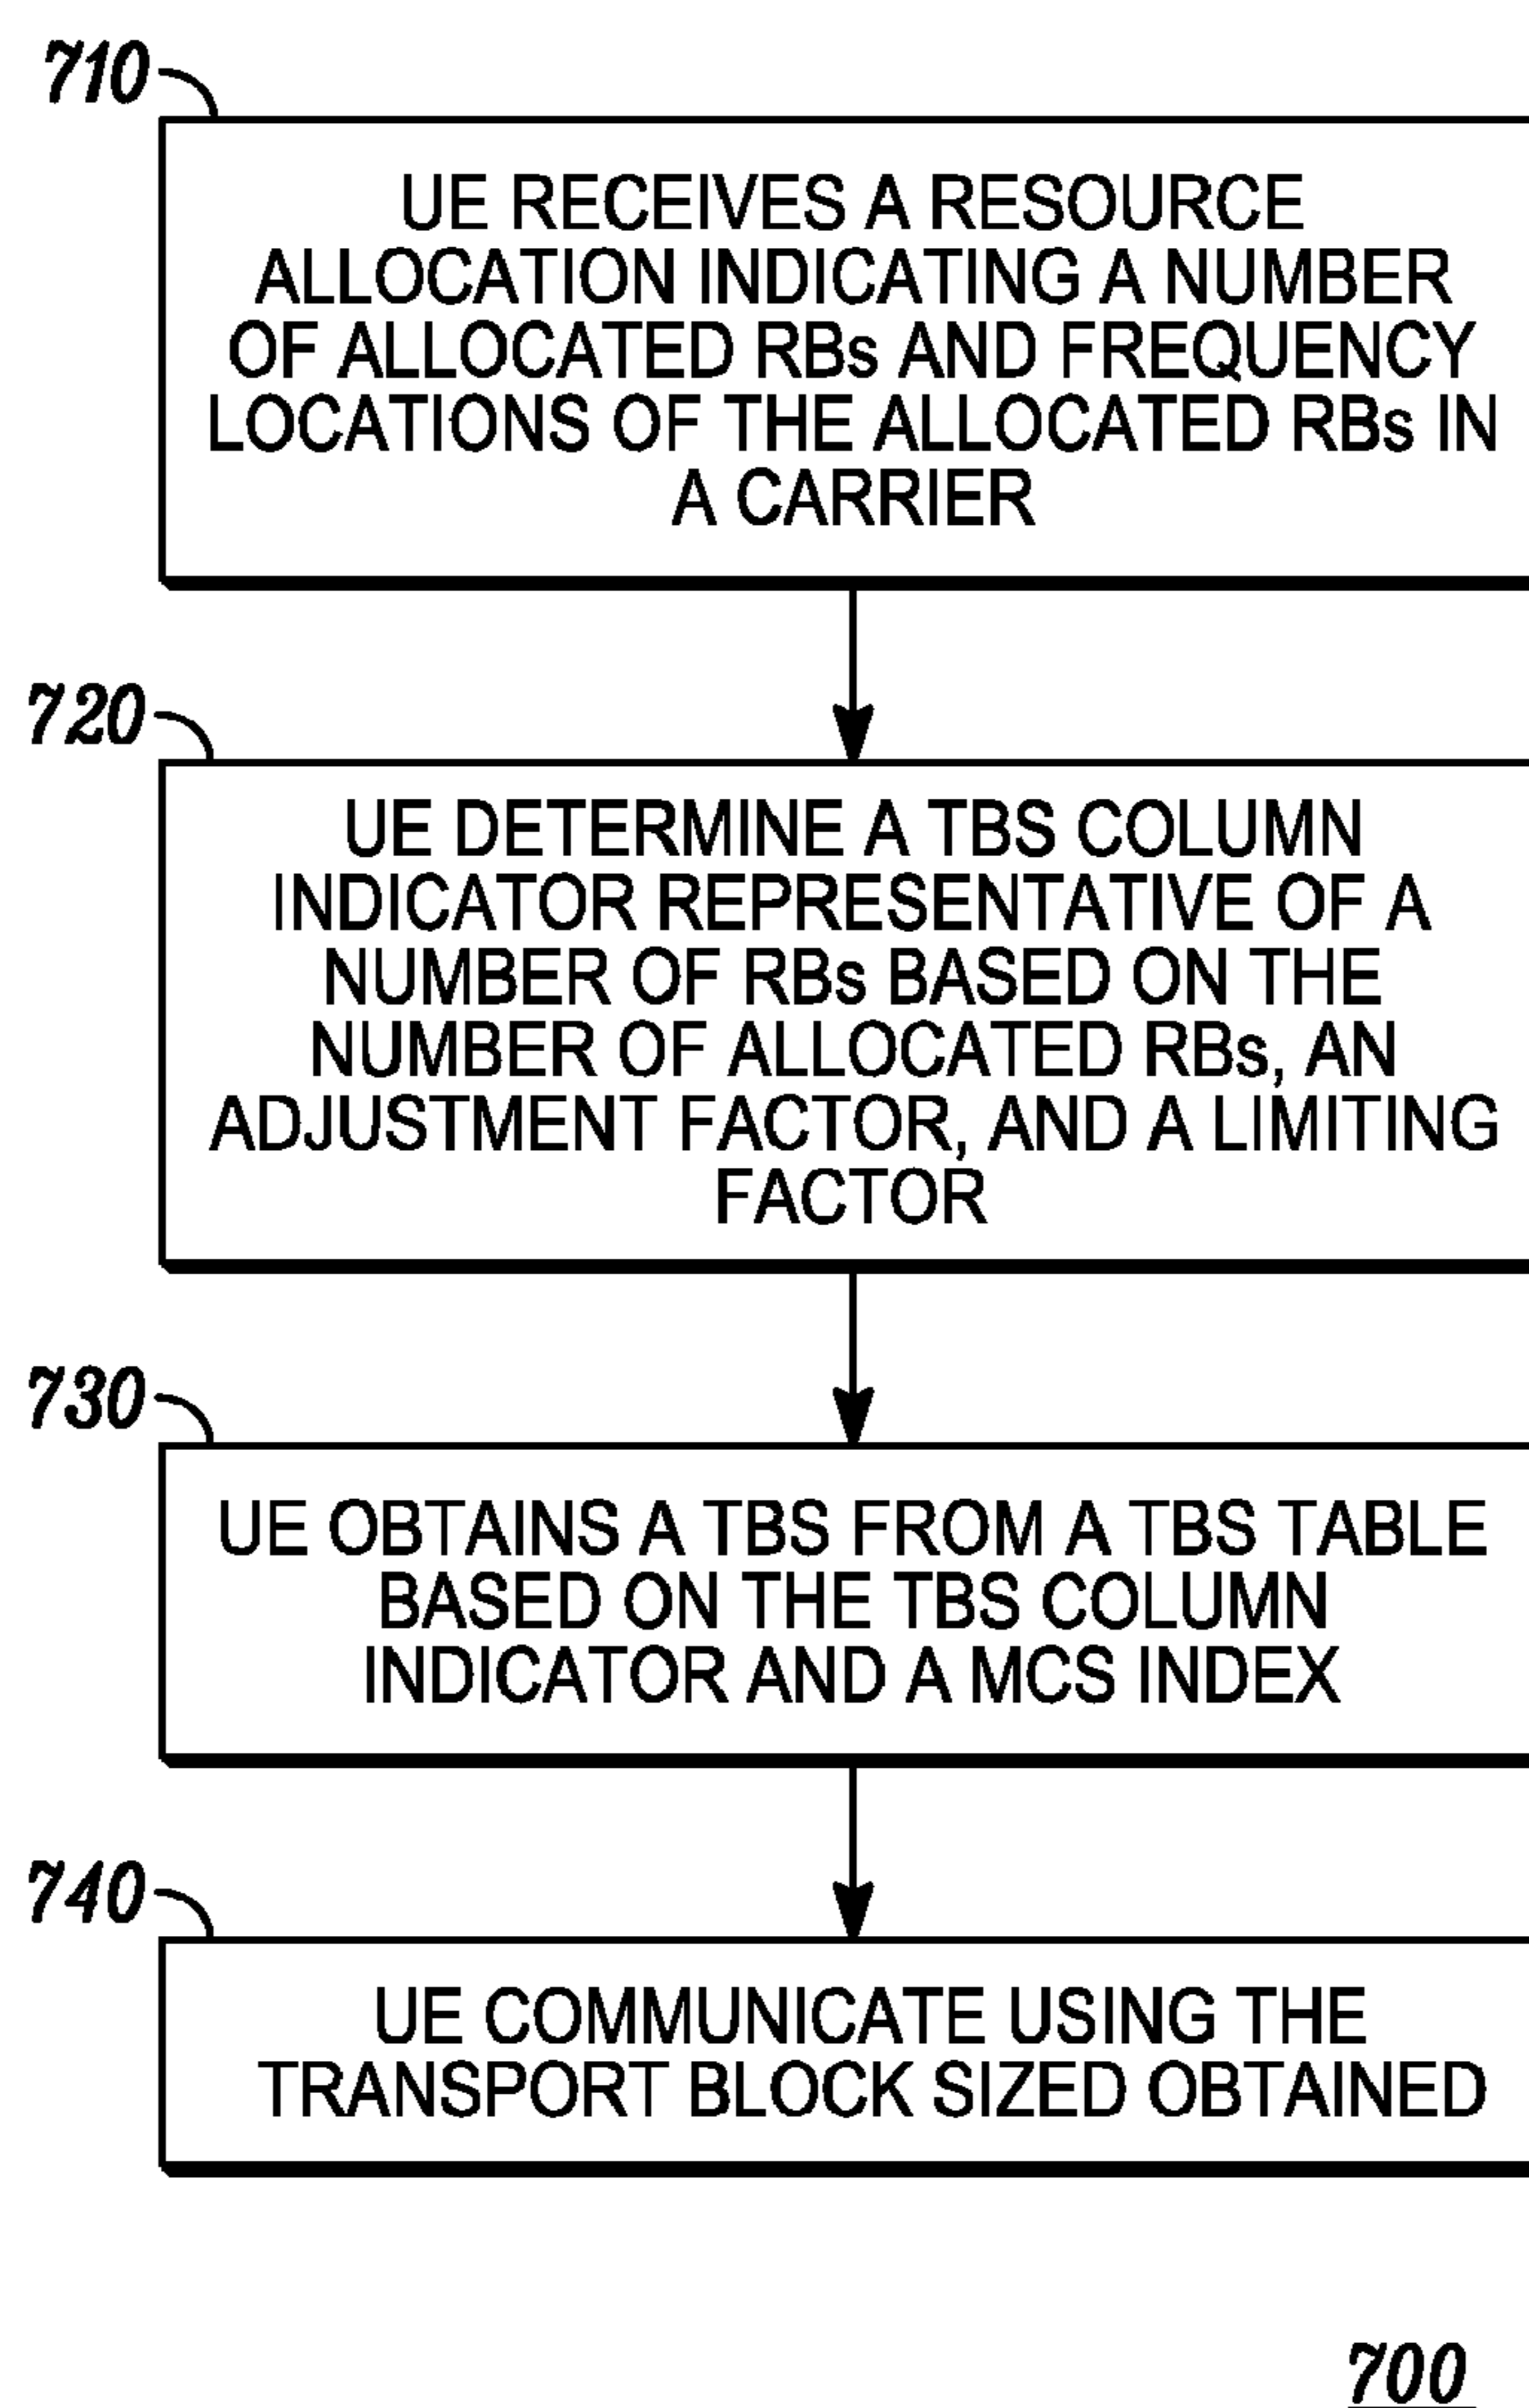 710
UE RECEIVES A RESOURCE
ALLOCATION INDICATING A NUMBER
OF ALLOCATED RBs AND FREQUENCY
LOCATIONS OF THE ALLOCATED RBs IN
A CARRIER
720
UE DETERMINE A TBS COLUMN
INDICATOR REPRESENTATIVE OF A
NUMBER OF RBs BASED ON THE
NUMBER OF ALLOCATED RBs, AN
ADJUSTMENT FACTOR, AND A LIMITING
FACTOR
730
UE OBTAINS A TBS FROM A TBS TABLE
BASED ON THE TBS COLUMN
INDICATOR AND A MCS INDEX
740
UE COMMUNICATE USING THE
TRANSPORT BLOCK SIZED OBTAINED
700